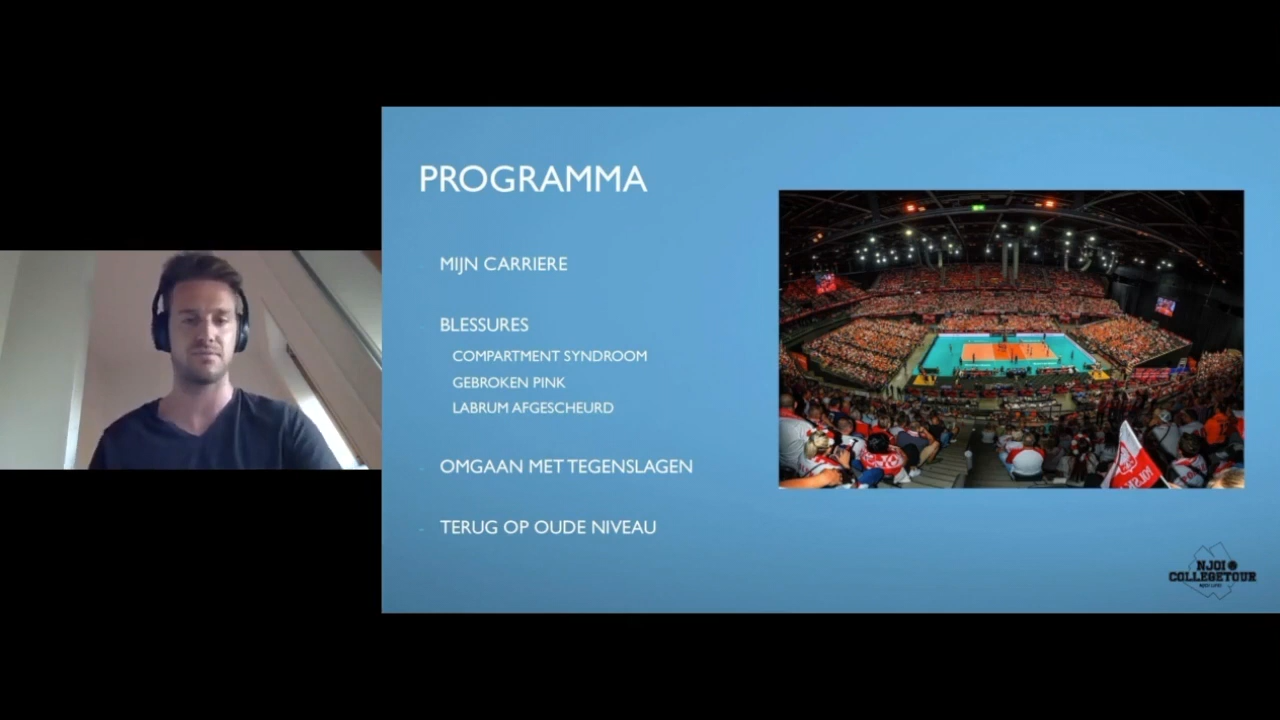 PROGRAMMA
MIJN CARRIERE
BLESSURES
COMPARTMENT SYNDROOM
GEBROKEN PINK
LABRUM AFGESCHEURD
- OMGAAN MET TEGENSLAGEN
- TERUG OP OUDE NIVEAU
POLSK
NJOI
COLLEGETOUR